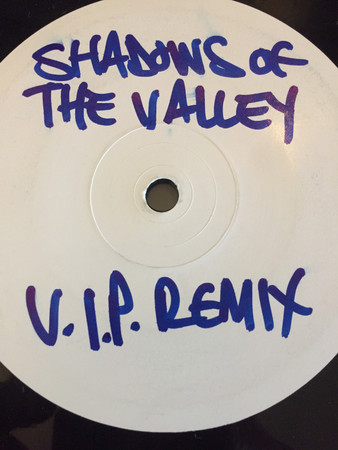 SHADOWS OF
THE VALLEY
V.I.P. REMIX